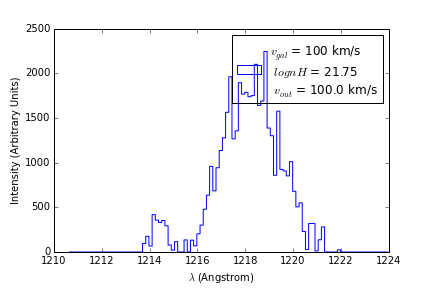 2500
2000
1500
1000
500
0
Intensity (Arbitrary Units)
v_gal = 100 km/s
lognH = 21.75
v_out = 100.0 km/s
1210 1212 1214 1216 1218 1220 1222 1224
λ (Angstrom)